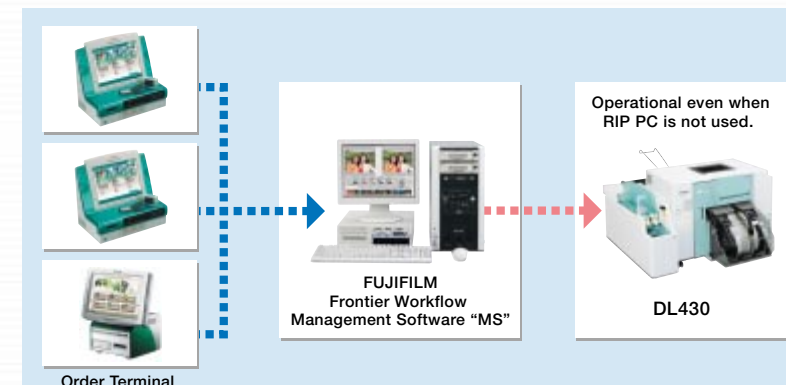 Operational even when
RIP PC is not used.
FUJIFILM
Frontier Workflow
Management Software “MS”
DL430
Order Terminal